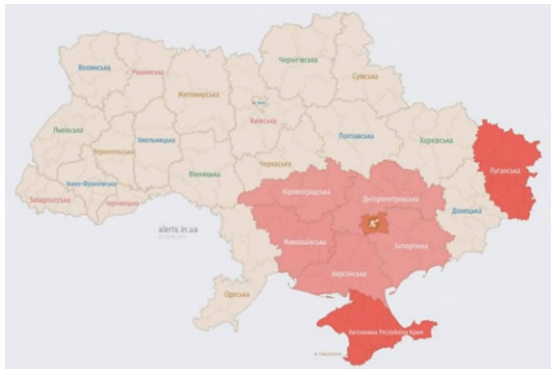 Чернігівська
Волинська
Рівненська
Сумська
Житомирська
Київська
Львівська
Полтавська
Харківська
Хмельницька
Тернопільська
Черкаська
Луганська
Вінницька
Івано-Франківська
Кіровоградська
Дніпропетровська
Закарпатська
Чернівецька
Донецька
alerts.in.ua
Миколаївська
Запорізька
Херсонська
Одеська
Автономна Республіка Крим